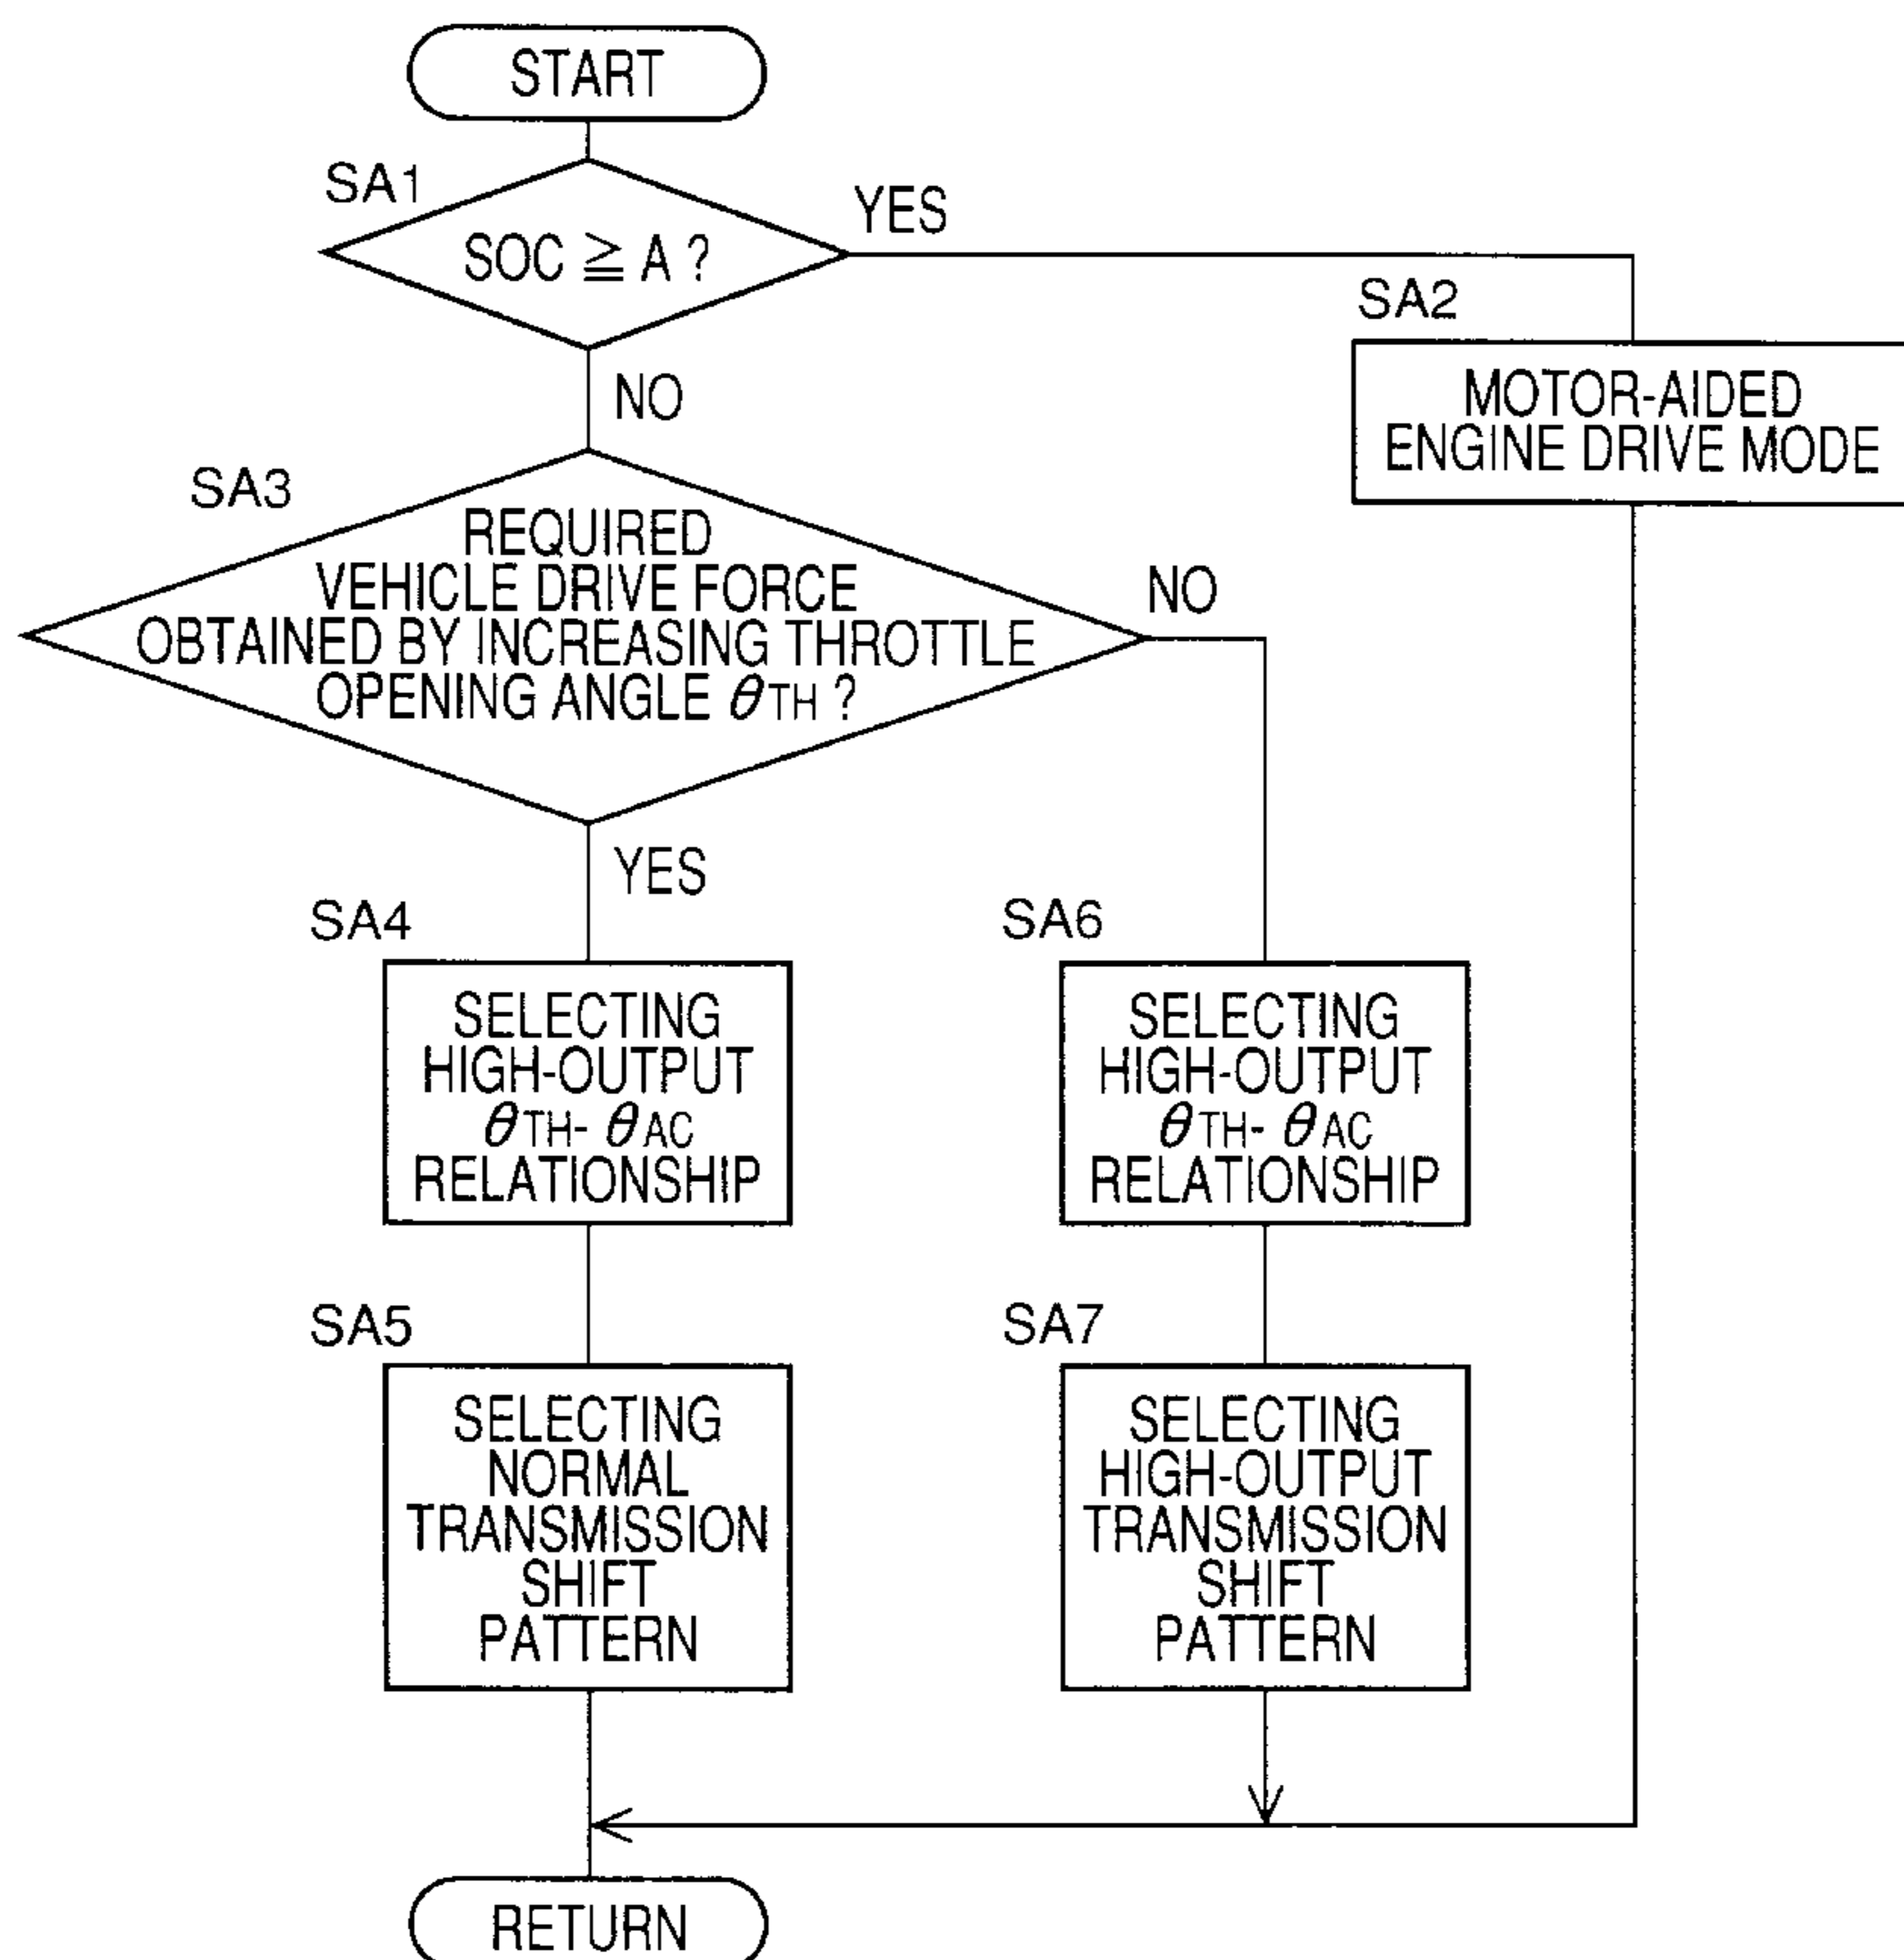 START
SA1
SOC ≧ A ?
YES
NO
SA2
MOTOR-AIDED
ENGINE DRIVE MODE
SA3
REQUIRED
VEHICLE DRIVE FORCE
OBTAINED BY INCREASING THROTTLE
OPENING ANGLE θTH ?
NO
YES
SA4
SELECTING
HIGH-OUTPUT
θTH- θAC
RELATIONSHIP
SA6
SELECTING
HIGH-OUTPUT
θTH- θAC
RELATIONSHIP
SA5
SELECTING
NORMAL
TRANSMISSION
SHIFT
PATTERN
SA7
SELECTING
HIGH-OUTPUT
TRANSMISSION
SHIFT
PATTERN
RETURN